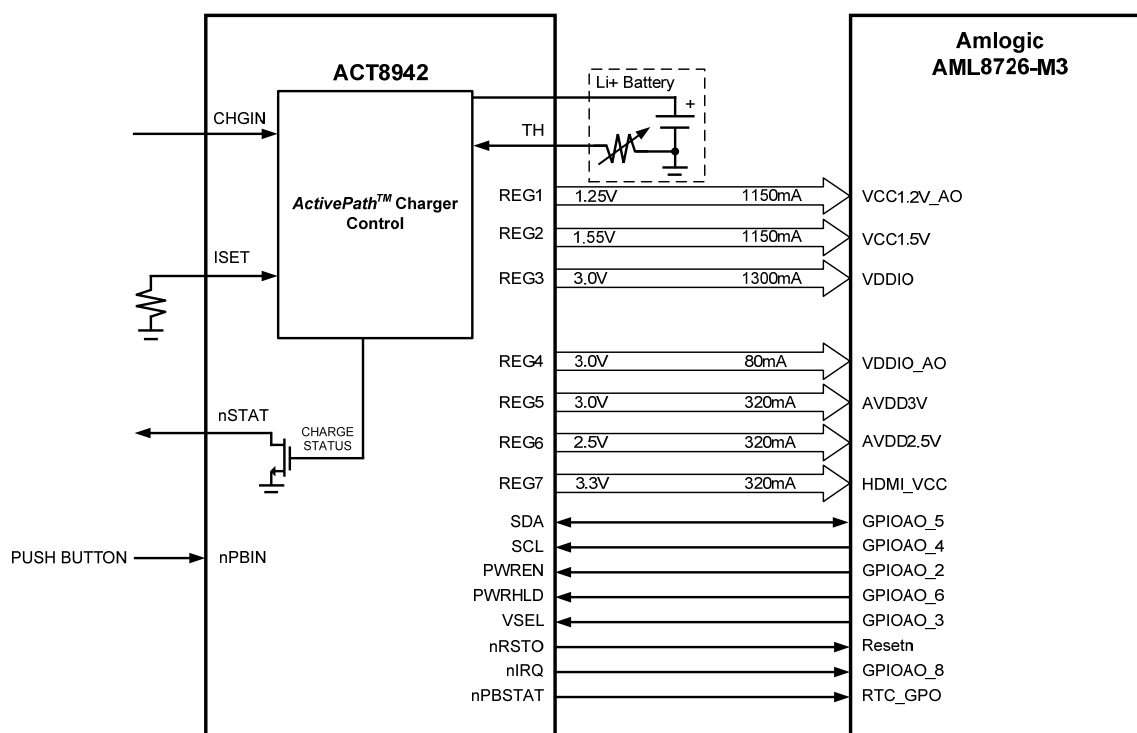 ACT8942
Amlogic
AML8726-M3
Li+ Battery
+
CHGIN
TH
ActivePath™ Charger
Control
ISET
REG1 1.25V 1150mA VCC1.2V_AO
REG2 1.55V 1150mA VCC1.5V
REG3 3.0V 1300mA VDDIO
REG4 3.0V 80mA VDDIO_AO
REG5 3.0V 320mA AVDD3V
REG6 2.5V 320mA AVDD2.5V
REG7 3.3V 320mA HDMI_VCC
nSTAT
CHARGE
STATUS
SDA GPIOAO_5
SCL GPIOAO_4
PUSH BUTTON nPBIN
PWREN GPIOAO_2
PWRHLD GPIOAO_6
VSEL GPIOAO_3
nRSTO Resetn
nIRQ GPIOAO_8
nPBSTAT RTC_GPO